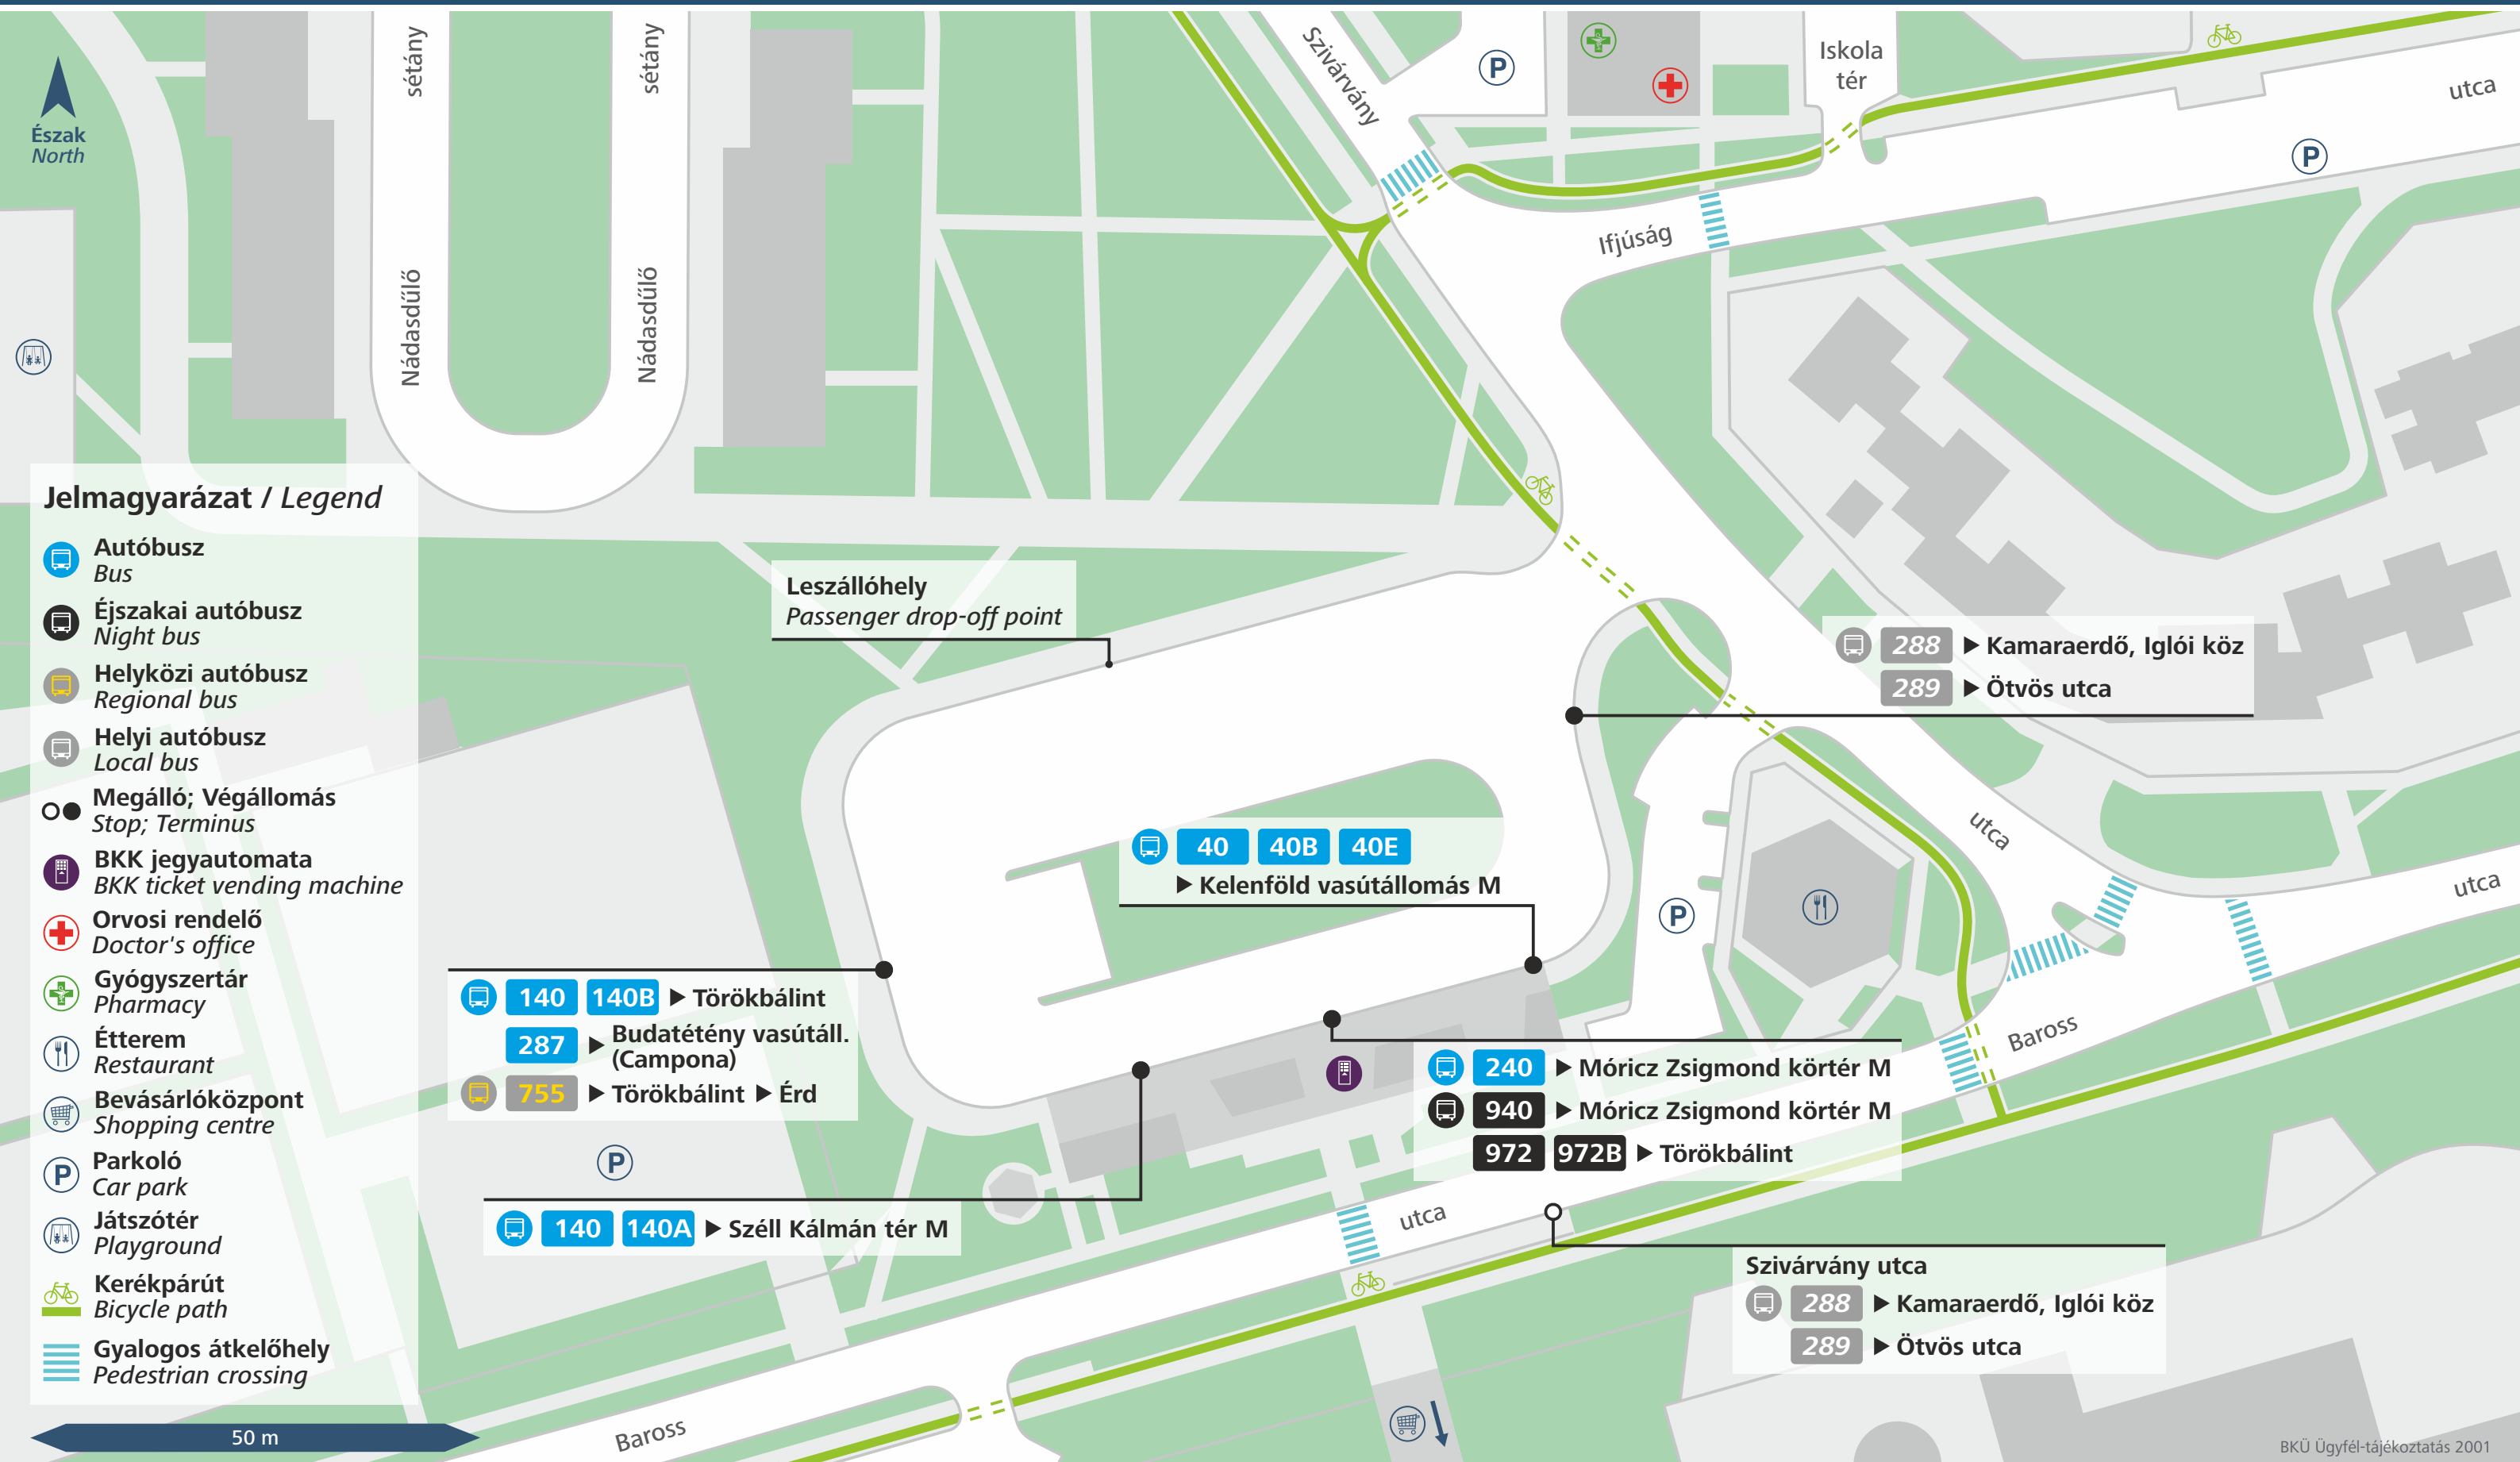 Észak
North
sétány
sétány
Nádasdűlő
Nádasdűlő
Szivárvány
P
Iskola
tér
utca
P
Ifjúság
Jelmagyarázat / Legend
Autóbusz
Bus
Éjszakai autóbusz
Night bus
Helyközi autóbusz
Regional bus
Helyi autóbusz
Local bus
Megálló; Végállomás
Stop; Terminus
BKK jegyautomata
BKK ticket vending machine
Orvosi rendelő
Doctor's office
Gyógyszertár
Pharmacy
Étterem
Restaurant
Bevásárlóközpont
Shopping centre
P Parkoló
Car park
Játszótér
Playground
Kerékpárút
Bicycle path
Gyalogos átkelőhely
Pedestrian crossing
50 m
Leszállóhely
Passenger drop-off point
288 ▶ Kamaraerdő, Iglói köz
289 ▶ Ötvös utca
40 40B 40E
▶ Kelenföld vasútállomás M
utca
utca
P
140 140B ▶ Törökbálint
287 ▶ Budatétény vasútáll.
(Campona)
755 ▶ Törökbálint ▶ Érd
P
140 140A ▶ Széll Kálmán tér M
Baross
240 ▶ Móricz Zsigmond körtér M
940 ▶ Móricz Zsigmond körtér M
972 972B ▶ Törökbálint
utca
Szivárvány utca
288 ▶ Kamaraerdő, Iglói köz
289 ▶ Ötvös utca
Baross
BKÜ Ügyfél-tájékoztatás 2001